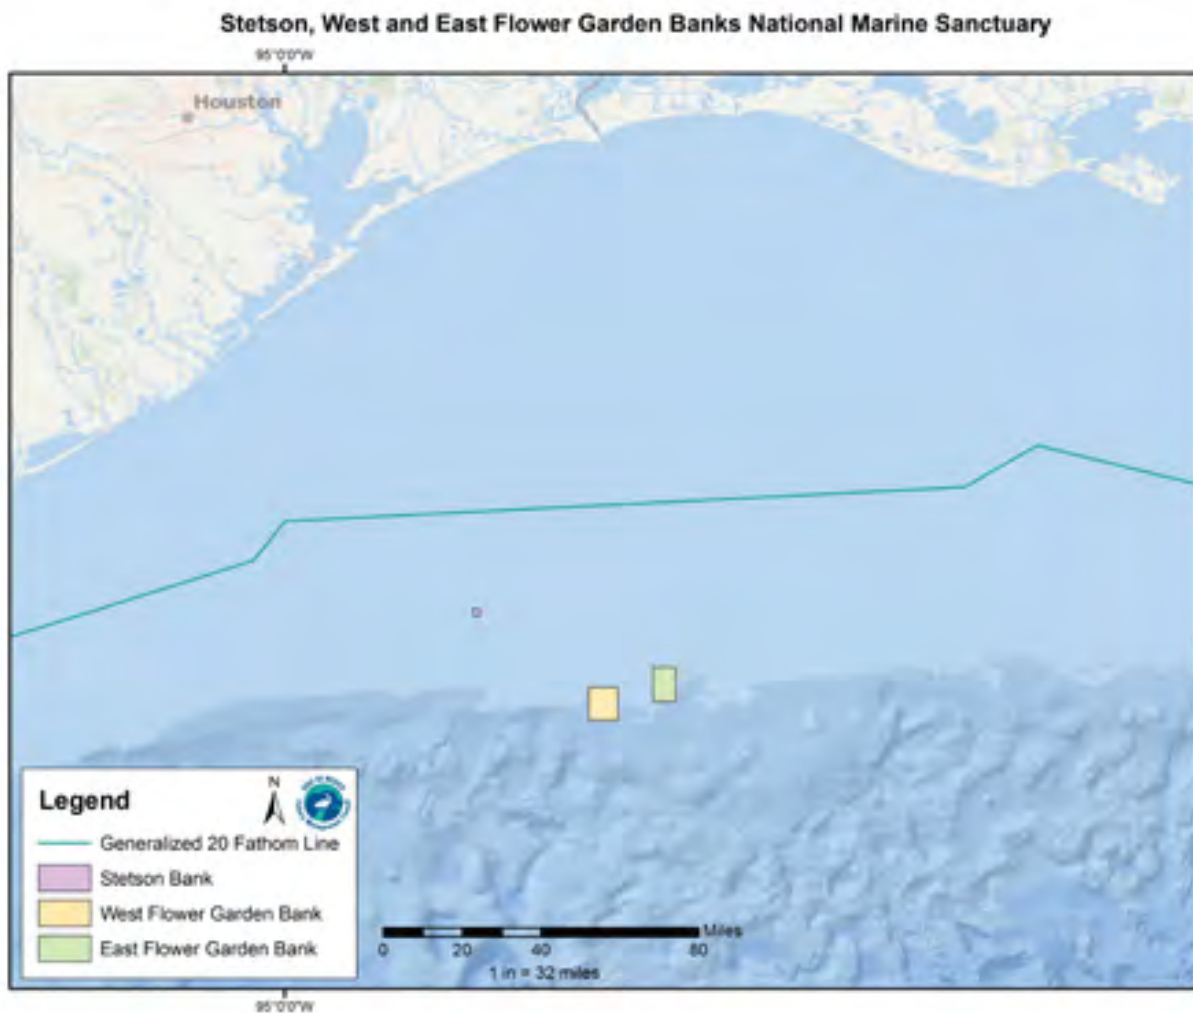 Stetson, West and East Flower Garden Banks National Marine Sanctuary
95°0'0"W
Houston
Legend
N
Generalized 20 Fathom Line
Stetson Bank
West Flower Garden Bank
East Flower Garden Bank
Miles
0 20 40 80
1 in = 32 miles
95°0'0"W